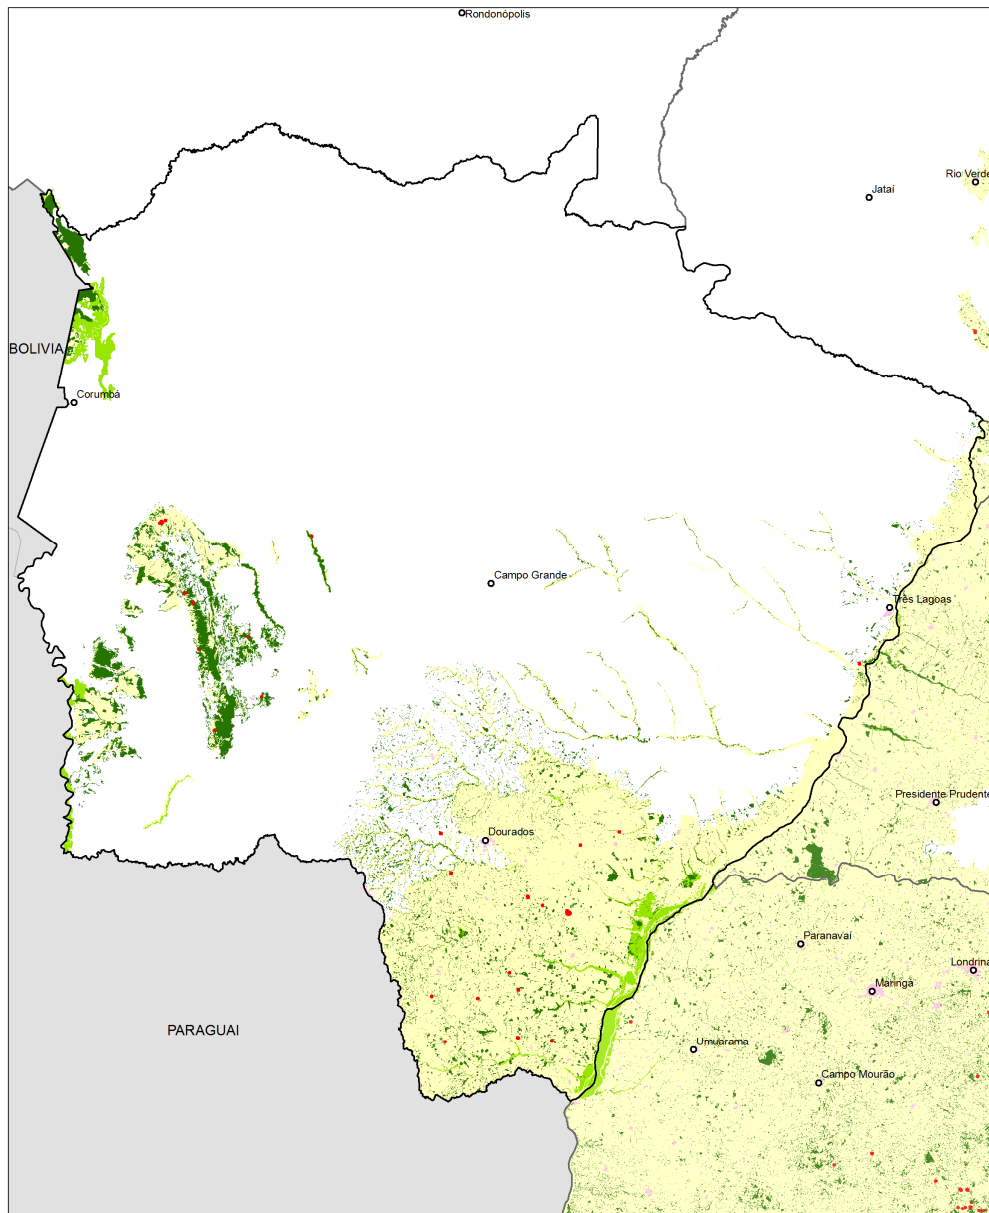 Rondonópolis
Rio Verde
Jataí
BOLIVIA
Corumbá
Campo Grande
Três Lagoas
Presidente Prudente
Dourados
Paranavaí
Londrina
Maringá
PARAGUAI
Umuarama
Campo Mourão